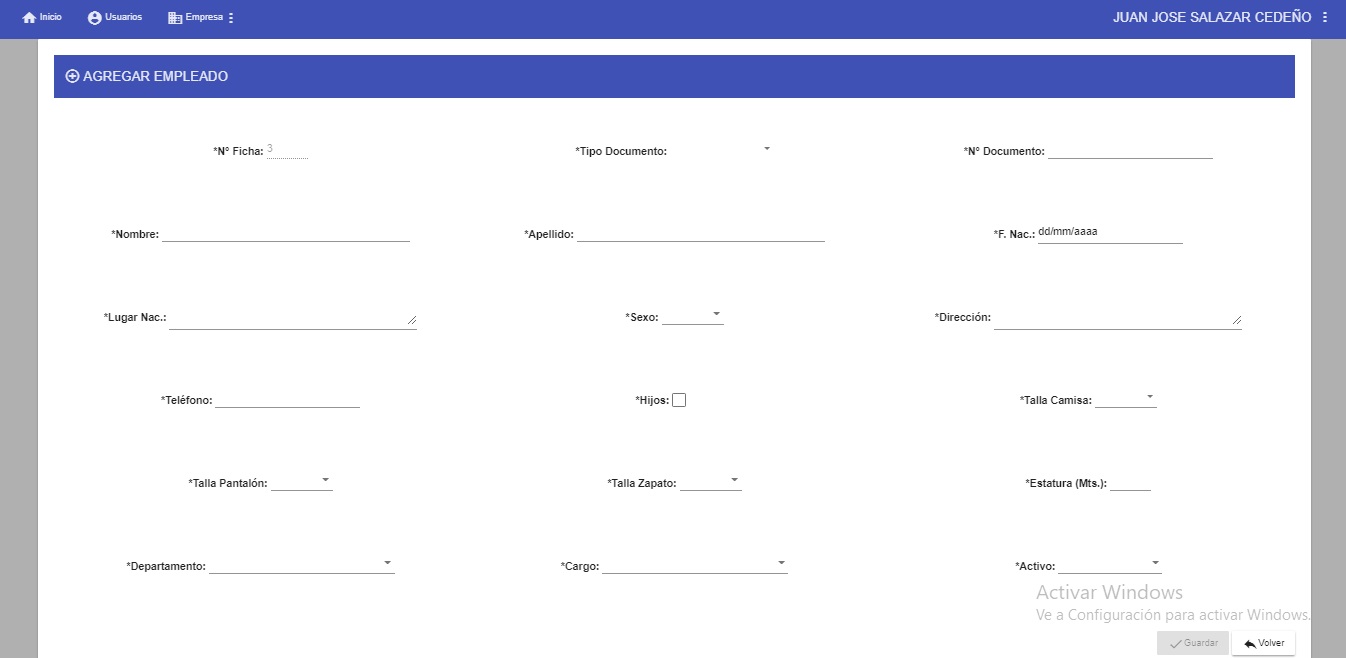 Inicio Usuarios Empresa JUAN JOSE SALAZAR CEDEÑO
AGREGAR EMPLEADO
*Nº Ficha: 3 *Tipo Documento: *Nº Documento:
*Nombre: *Apellido: *F. Nac.: dd/mm/aaaa
*Lugar Nac.: *Sexo: *Dirección:
*Teléfono: *Hijos: *Talla Camisa:
*Talla Pantalón: *Talla Zapato: *Estatura (Mts.):
*Departamento: *Cargo: *Activo:
Activar Windows
Ve a Configuración para activar Windows.
Guardar Volver